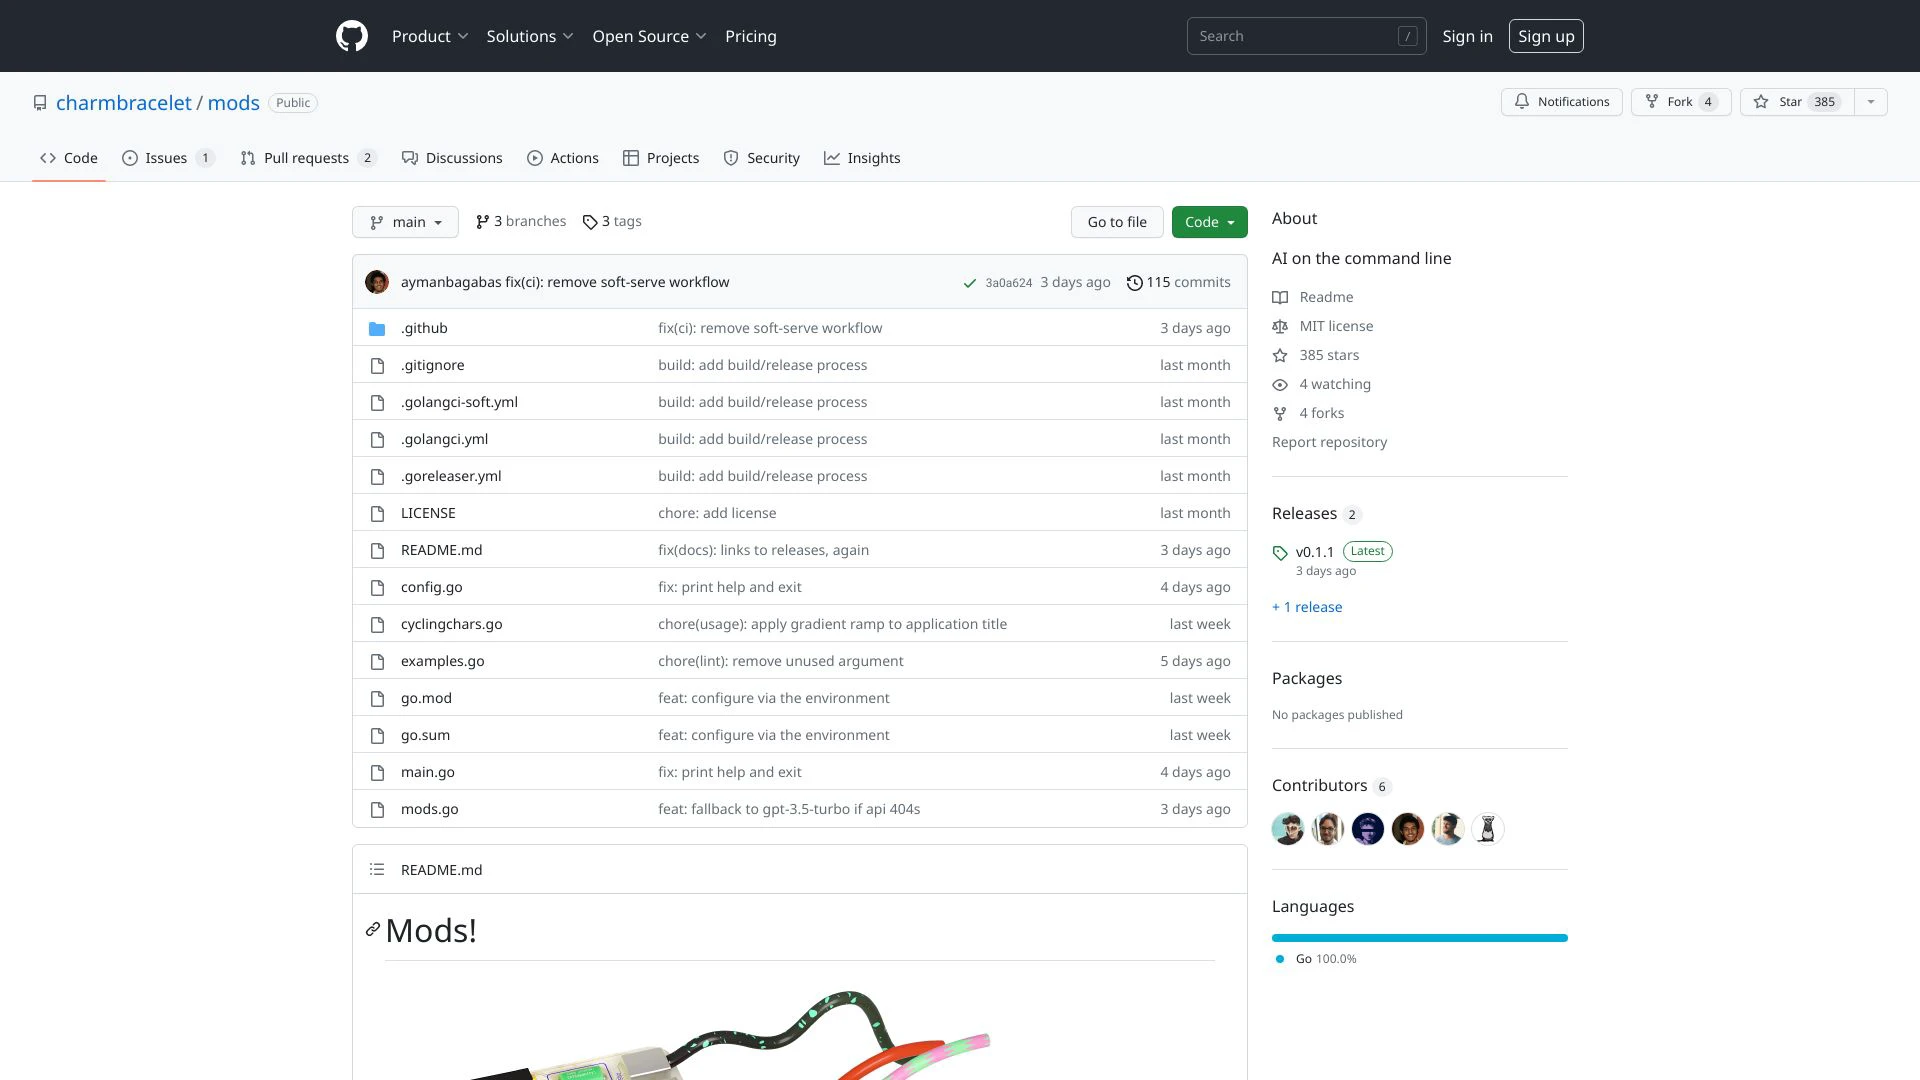 Product Solutions Open Source Pricing Search / Sign in Sign up
charmbracelet / mods Public Notifications Fork 4 Star 385
Code Issues 1 Pull requests 2 Discussions Actions Projects Security Insights
main 3 branches 3 tags Go to file Code
aymanbagabas fix(ci): remove soft-serve workflow 3a0a624 3 days ago 115 commits
.github fix(ci): remove soft-serve workflow 3 days ago
.gitignore build: add build/release process last month
.golangci-soft.yml build: add build/release process last month
.golangci.yml build: add build/release process last month
.goreleaser.yml build: add build/release process last month
LICENSE chore: add license last month
README.md fix(docs): links to releases, again 3 days ago
config.go fix: print help and exit 4 days ago
cyclingchars.go chore(usage): apply gradient ramp to application title last week
examples.go chore(lint): remove unused argument 5 days ago
go.mod feat: configure via the environment last week
go.sum feat: configure via the environment last week
main.go fix: print help and exit 4 days ago
mods.go feat: fallback to gpt-3.5-turbo if api 404s 3 days ago
README.md
Mods!
About
AI on the command line
Readme
MIT license
385 stars
4 watching
4 forks
Report repository
Releases 2
v0.1.1 Latest
3 days ago
+ 1 release
Packages
No packages published
Contributors 6
Languages
Go 100.0%